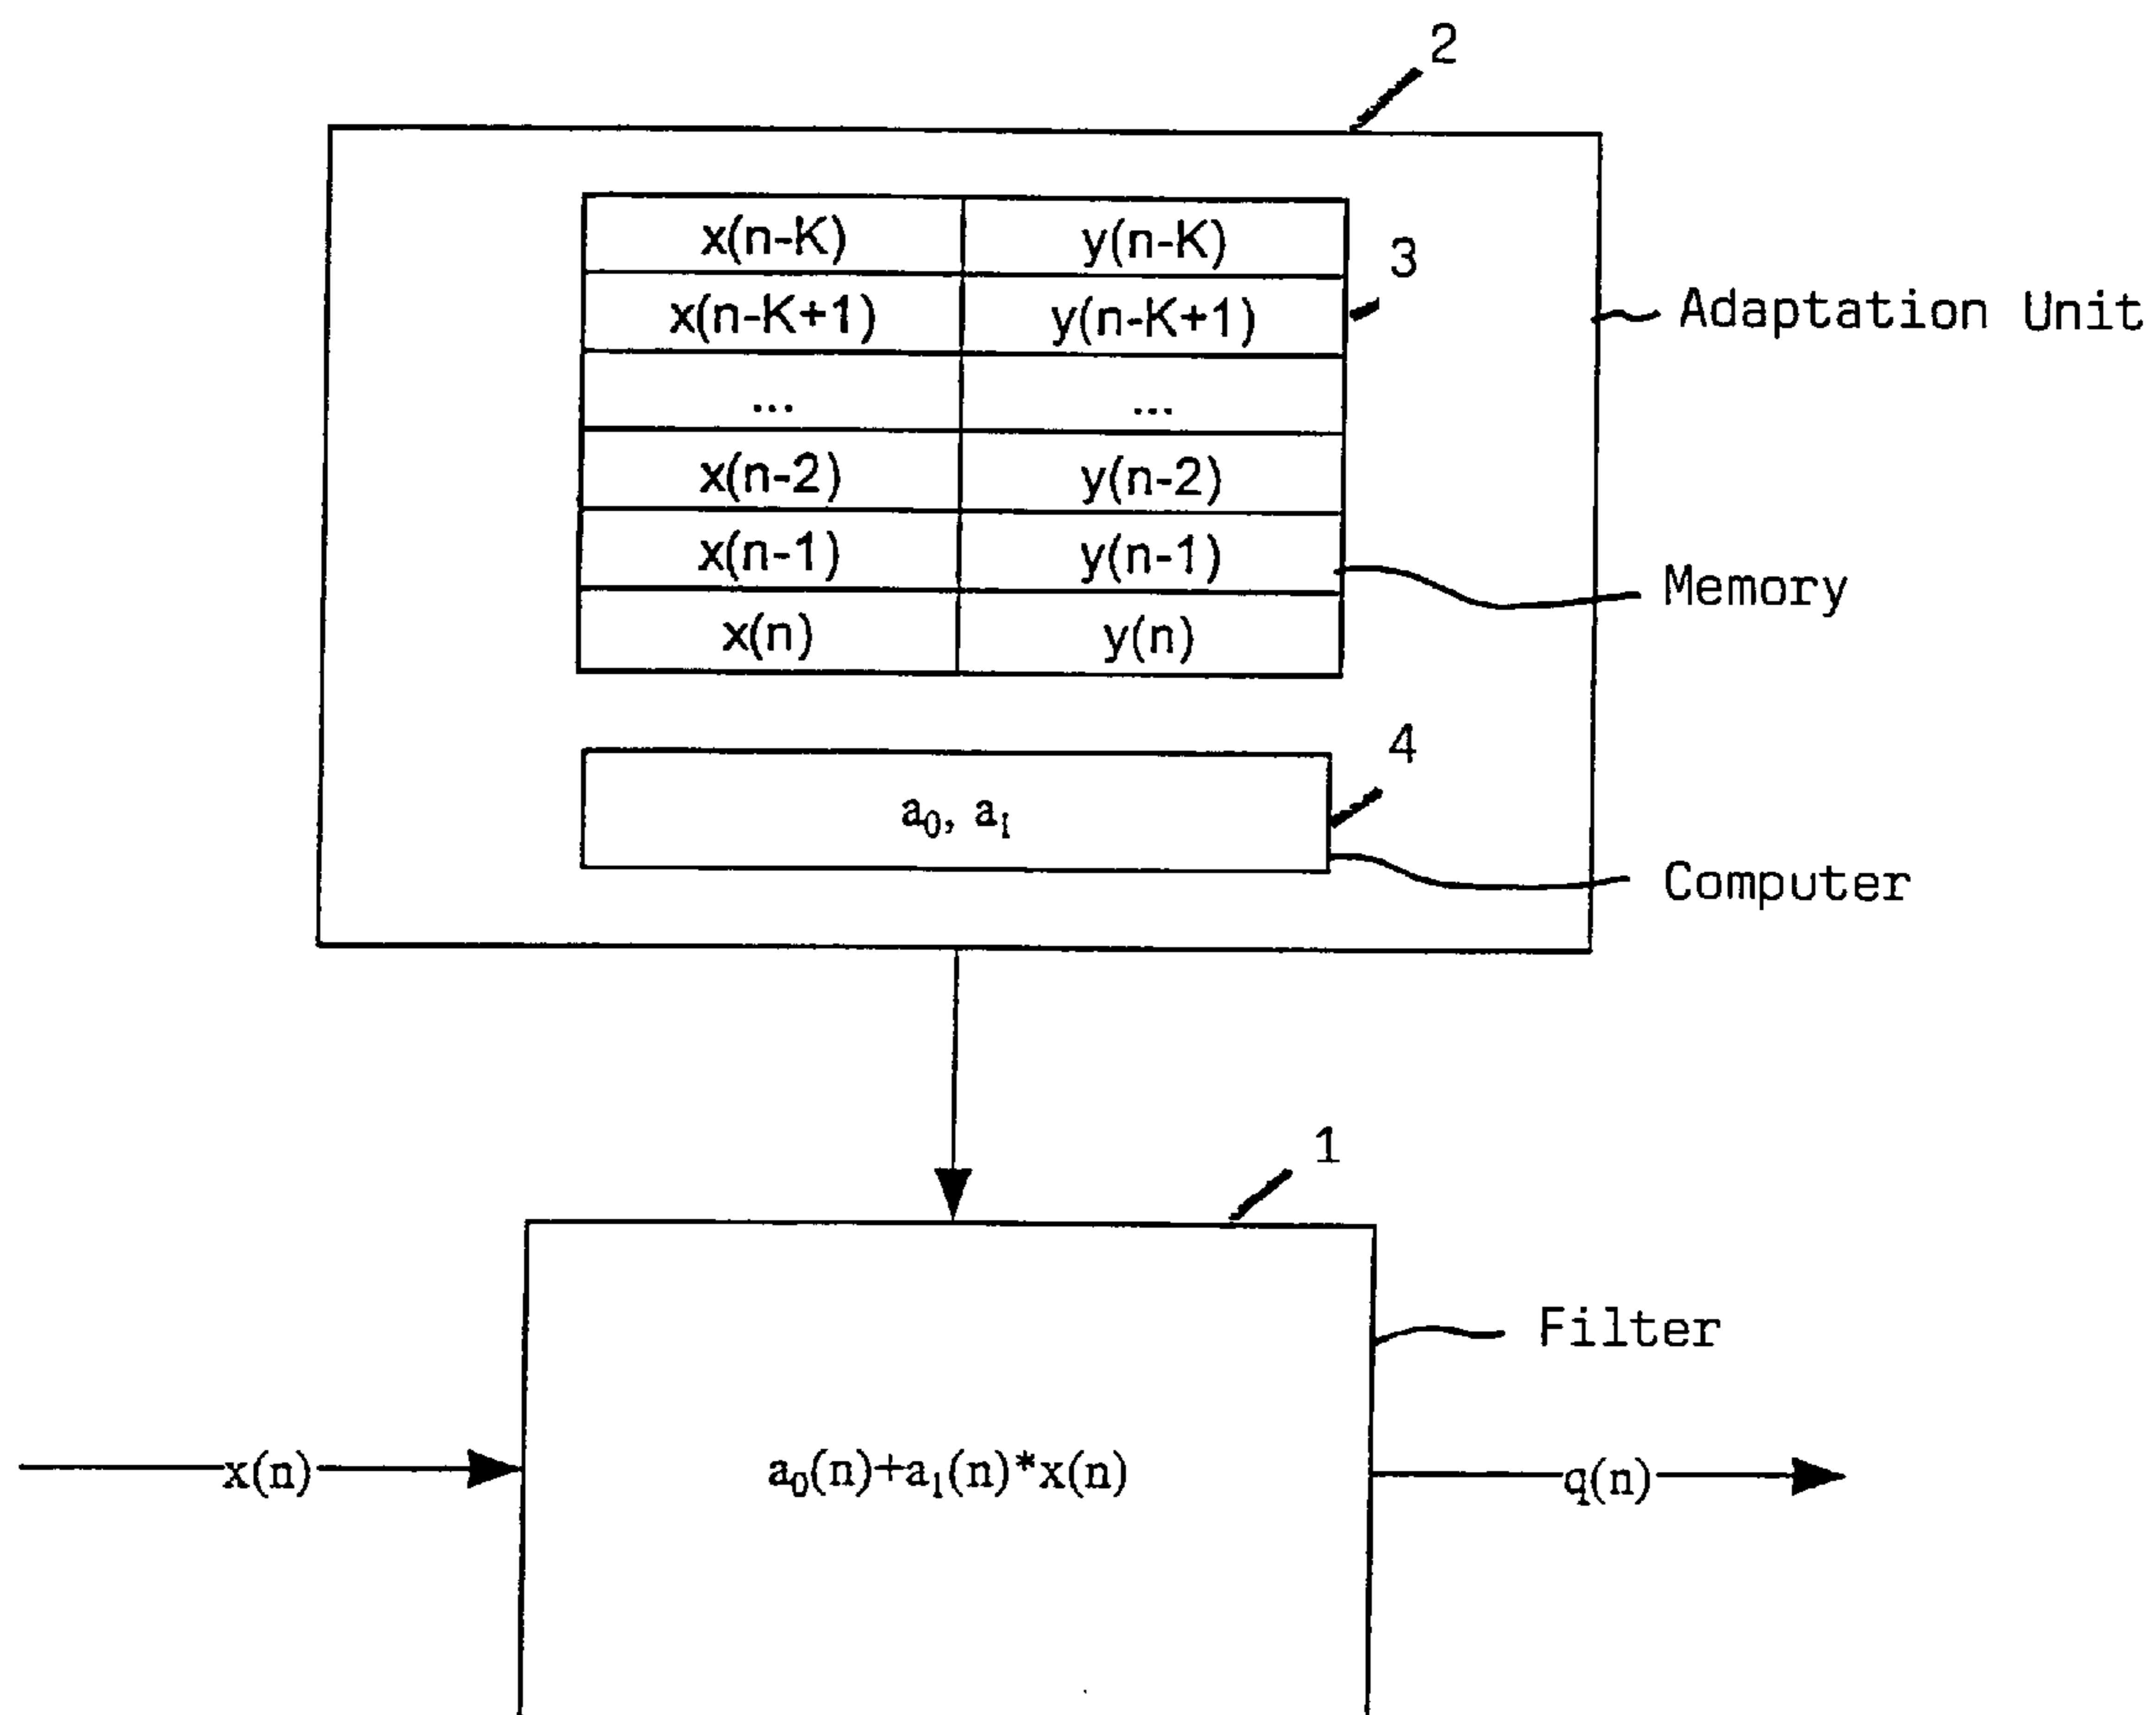 2
x(n-K) y(n-K)
3
x(n-K+1) y(n-K+1)
Adaptation Unit
... ...
x(n-2) y(n-2)
x(n-1) y(n-1)
Memory
x(n) y(n)
4
a₀, a₁
Computer
1
Filter
x(n) a₀(n)+a₁(n)*x(n) q(n)